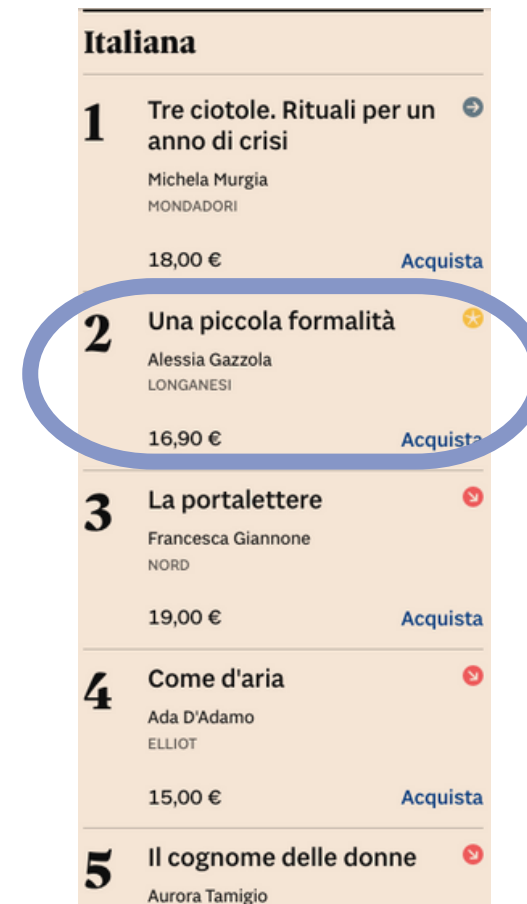 Italiana
1
Tre ciotole. Rituali per un
anno di crisi
Michela Murgia
MONDADORI
18,00 €
Acquista
2
Una piccola formalità
Alessia Gazzola
LONGANESI
16,90 €
Acquista
3
La portalettere
Francesca Giannone
NORD
19,00 €
Acquista
4
Come d'aria
Ada D'Adamo
ELLIOT
15,00 €
Acquista
5
Il cognome delle donne
Aurora Tamigio